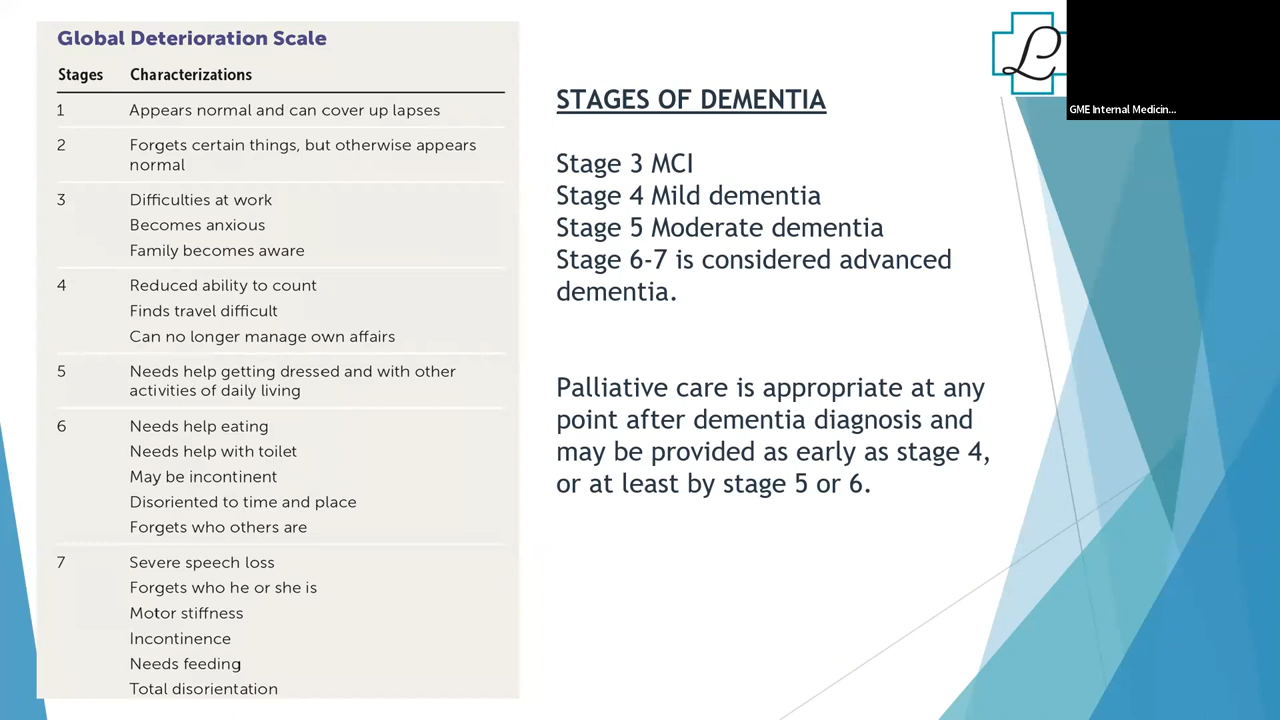 Global Deterioration Scale
Stages Characterizations
1 Appears normal and can cover up lapses
2 Forgets certain things, but otherwise appears
normal
3 Difficulties at work
Becomes anxious
Family becomes aware
4 Reduced ability to count
Finds travel difficult
Can no longer manage own affairs
5 Needs help getting dressed and with other
activities of daily living
6 Needs help eating
Needs help with toilet
May be incontinent
Disoriented to time and place
Forgets who others are
7 Severe speech loss
Forgets who he or she is
Motor stiffness
Incontinence
Needs feeding
Total disorientation
STAGES OF DEMENTIA
Stage 3 MCI
Stage 4 Mild dementia
Stage 5 Moderate dementia
Stage 6-7 is considered advanced
dementia.
Palliative care is appropriate at any
point after dementia diagnosis and
may be provided as early as stage 4,
or at least by stage 5 or 6.
L
GME Internal Medicin...